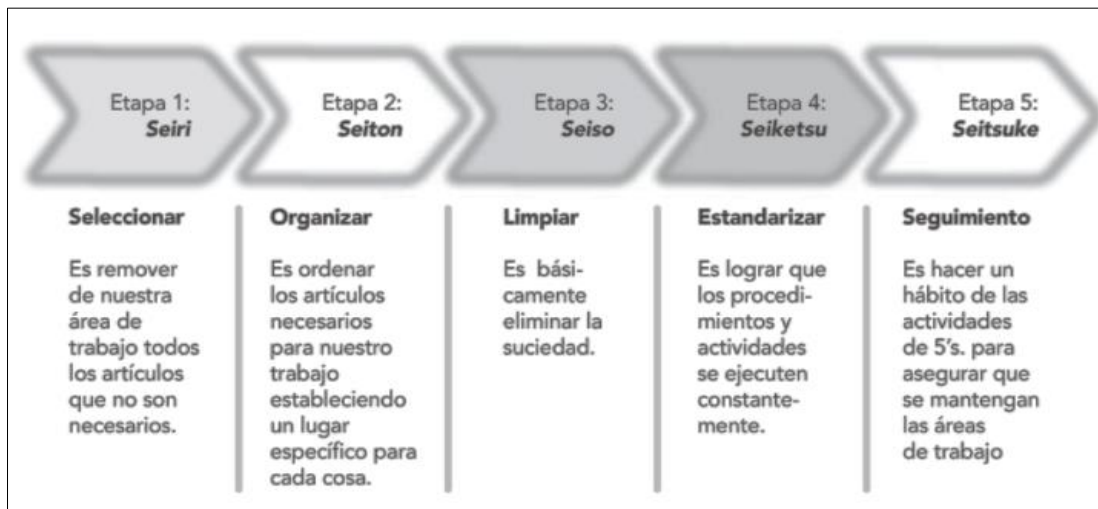 Etapa 1:
Seiri
Etapa 2:
Seiton
Etapa 3:
Seiso
Etapa 4:
Seiketsu
Etapa 5:
Seitsuke
Seleccionar
Es remover
de nuestra
área de
trabajo todos
los artículos
que no son
necesarios.
Organizar
Es ordenar
los artículos
necesarios
para nuestro
trabajo
estableciendo
un lugar
específico para
cada cosa.
Limpiar
Es bási-
camente
eliminar la
suciedad.
Estandarizar
Es lograr que
los procedi-
mientos y
actividades
se ejecuten
constante-
mente.
Seguimiento
Es hacer un
hábito de las
actividades
de 5's. para
asegurar que
se mantengan
las áreas
de trabajo